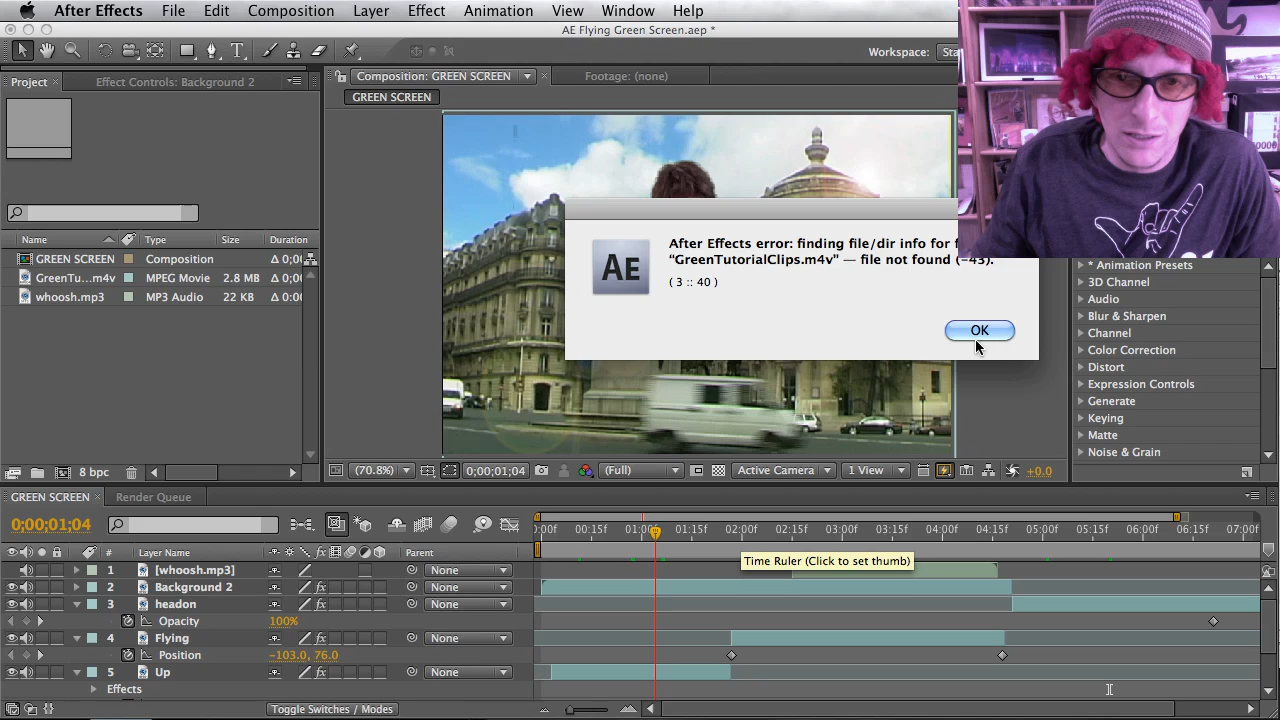 After Effects File Edit Composition Layer Effect Animation View Window Help
AE Flying Green Screen.aep *
Workspace: Sta
Project Effect Controls: Background 2
Composition: GREEN SCREEN Footage: (none)
GREEN SCREEN
Name Type Size Duration
GREEN SCREEN Composition Δ 0;00
GreenTu...m4v MPEG Movie 2.8 MB Δ 0;00
whoosh.mp3 MP3 Audio 22 KB Δ 0;00
After Effects error: finding file/dir info for f
"GreenTutorialClips.m4v" — file not found (-43).
( 3 :: 40 )
AE
OK
* Animation Presets
3D Channel
Audio
Blur & Sharpen
Channel
Color Correction
Distort
Expression Controls
Generate
Keying
Matte
Noise & Grain
8 bpc
(70.8%) 0;00;01;04 (Full) Active Camera 1 View +0.0
GREEN SCREEN Render Queue
0;00;01;04
0:00f 00:15f 01:00f 01:15f 02:00f 02:15f 03:00f 03:15f 04:00f 04:15f 05:00f 05:15f 06:00f 06:15f 07:00f
# Layer Name Parent
Time Ruler (Click to set thumb)
1 [whoosh.mp3] None
2 Background 2 None
3 headon None
Opacity 100%
4 Flying None
Position -103.0, 76.0
5 Up None
Effects
Toggle Switches / Modes